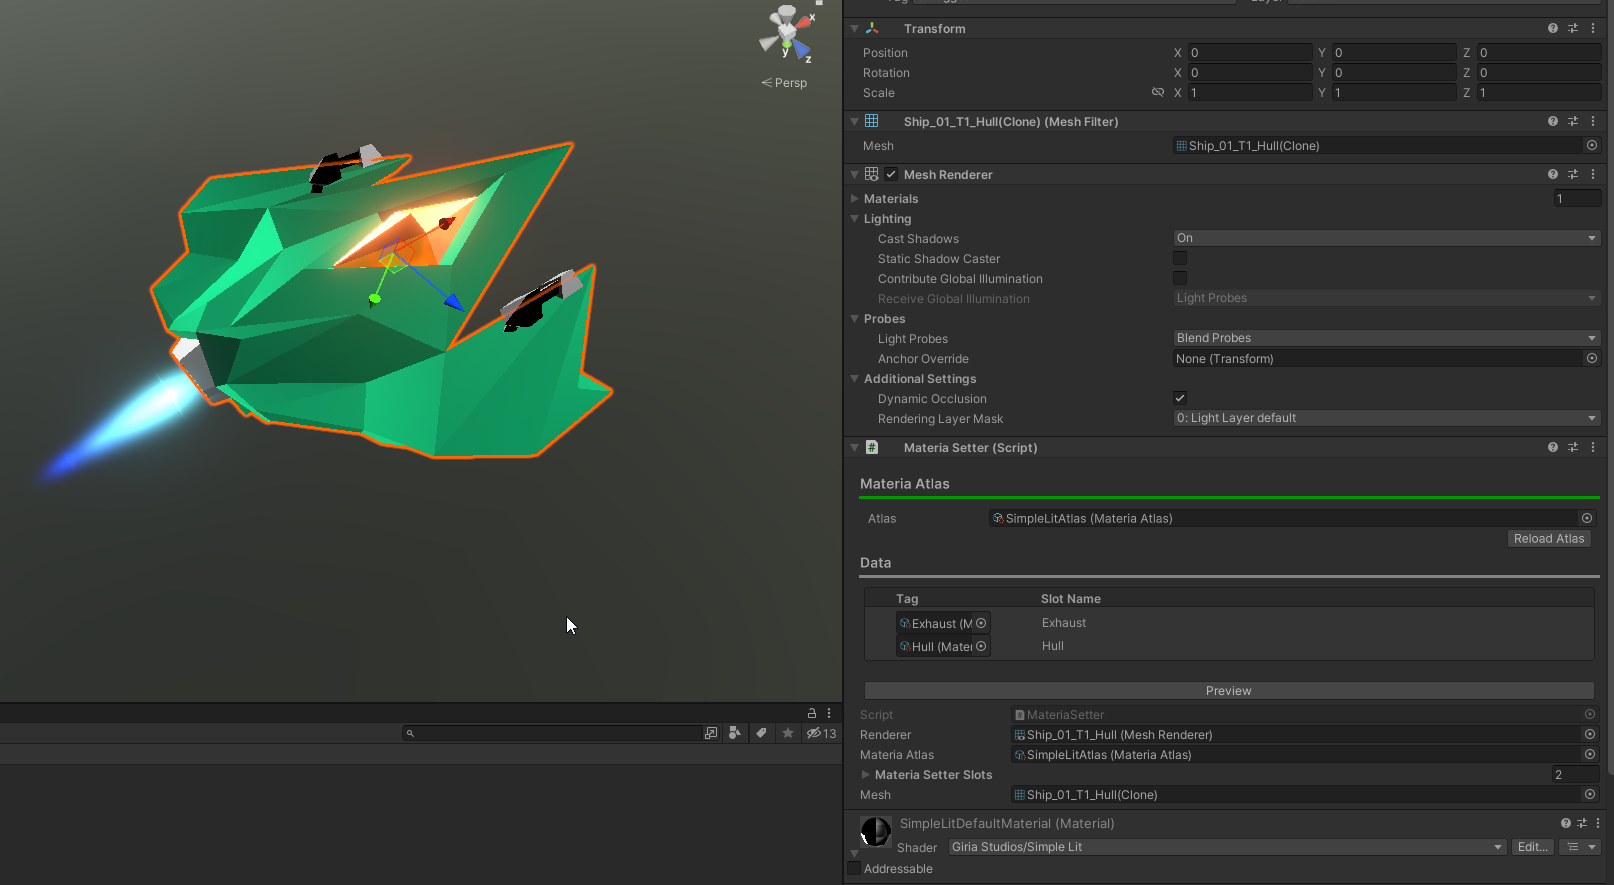 x
y
z
Persp
13
Transform
Position X 0 Y 0 Z 0
Rotation X 0 Y 0 Z 0
Scale X 1 Y 1 Z 1
Ship_01_T1_Hull(Clone) (Mesh Filter)
Mesh Ship_01_T1_Hull(Clone)
Mesh Renderer
Materials 1
Lighting
Cast Shadows On
Static Shadow Caster
Contribute Global Illumination
Receive Global Illumination Light Probes
Probes
Light Probes Blend Probes
Anchor Override None (Transform)
Additional Settings
Dynamic Occlusion
Rendering Layer Mask 0: Light Layer default
# Materia Setter (Script)
Materia Atlas
Atlas SimpleLitAtlas (Materia Atlas)
Reload Atlas
Data
Tag Slot Name
Exhaust (M Exhaust
Hull (Mater Hull
Preview
Script MateriaSetter
Renderer Ship_01_T1_Hull (Mesh Renderer)
Materia Atlas SimpleLitAtlas (Materia Atlas)
Materia Setter Slots 2
Mesh Ship_01_T1_Hull(Clone)
SimpleLitDefaultMaterial (Material)
Shader Giria Studios/Simple Lit Edit...
Addressable